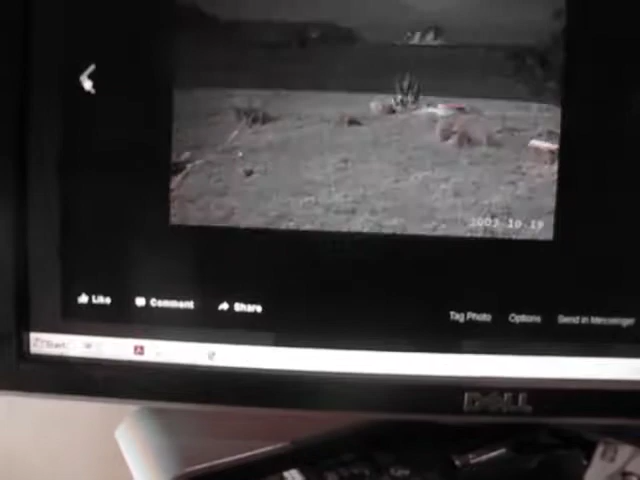 2003 10 19
Like Comment Share
Tag Photo Options Send in Messenger
DELL